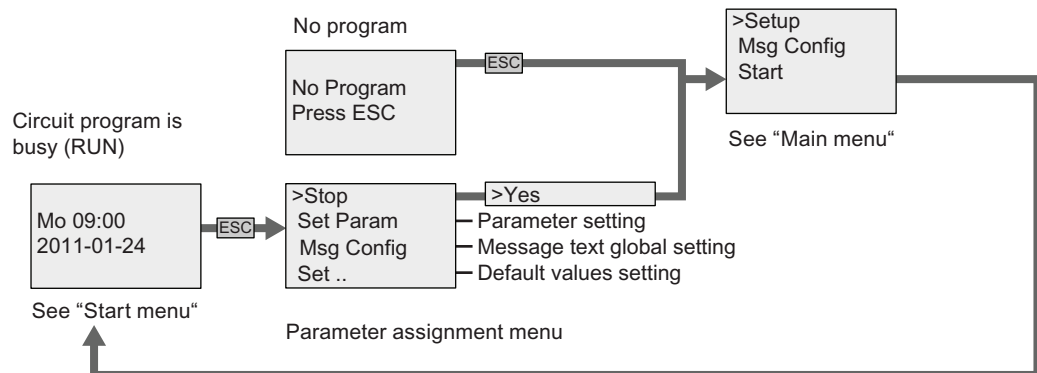 No program
No Program
Press ESC
ESC
>Setup
Msg Config
Start
See "Main menu“
Circuit program is
busy (RUN)
Mo 09:00
2011-01-24
See “Start menu“
ESC
>Stop
Set Param
Msg Config
Set ..
>Yes
Parameter setting
Message text global setting
Default values setting
Parameter assignment menu